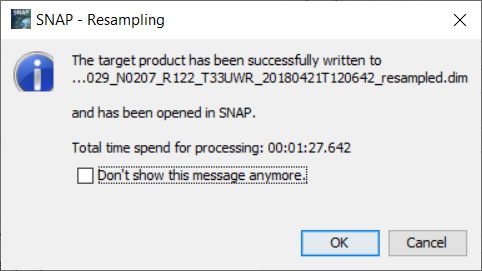 SNAP - Resampling
The target product has been successfully written to
...029_N0207_R122_T33UWR_20180421T120642_resampled.dim
and has been opened in SNAP.
Total time spend for processing: 00:01:27.642
Don't show this message anymore.
OK
Cancel